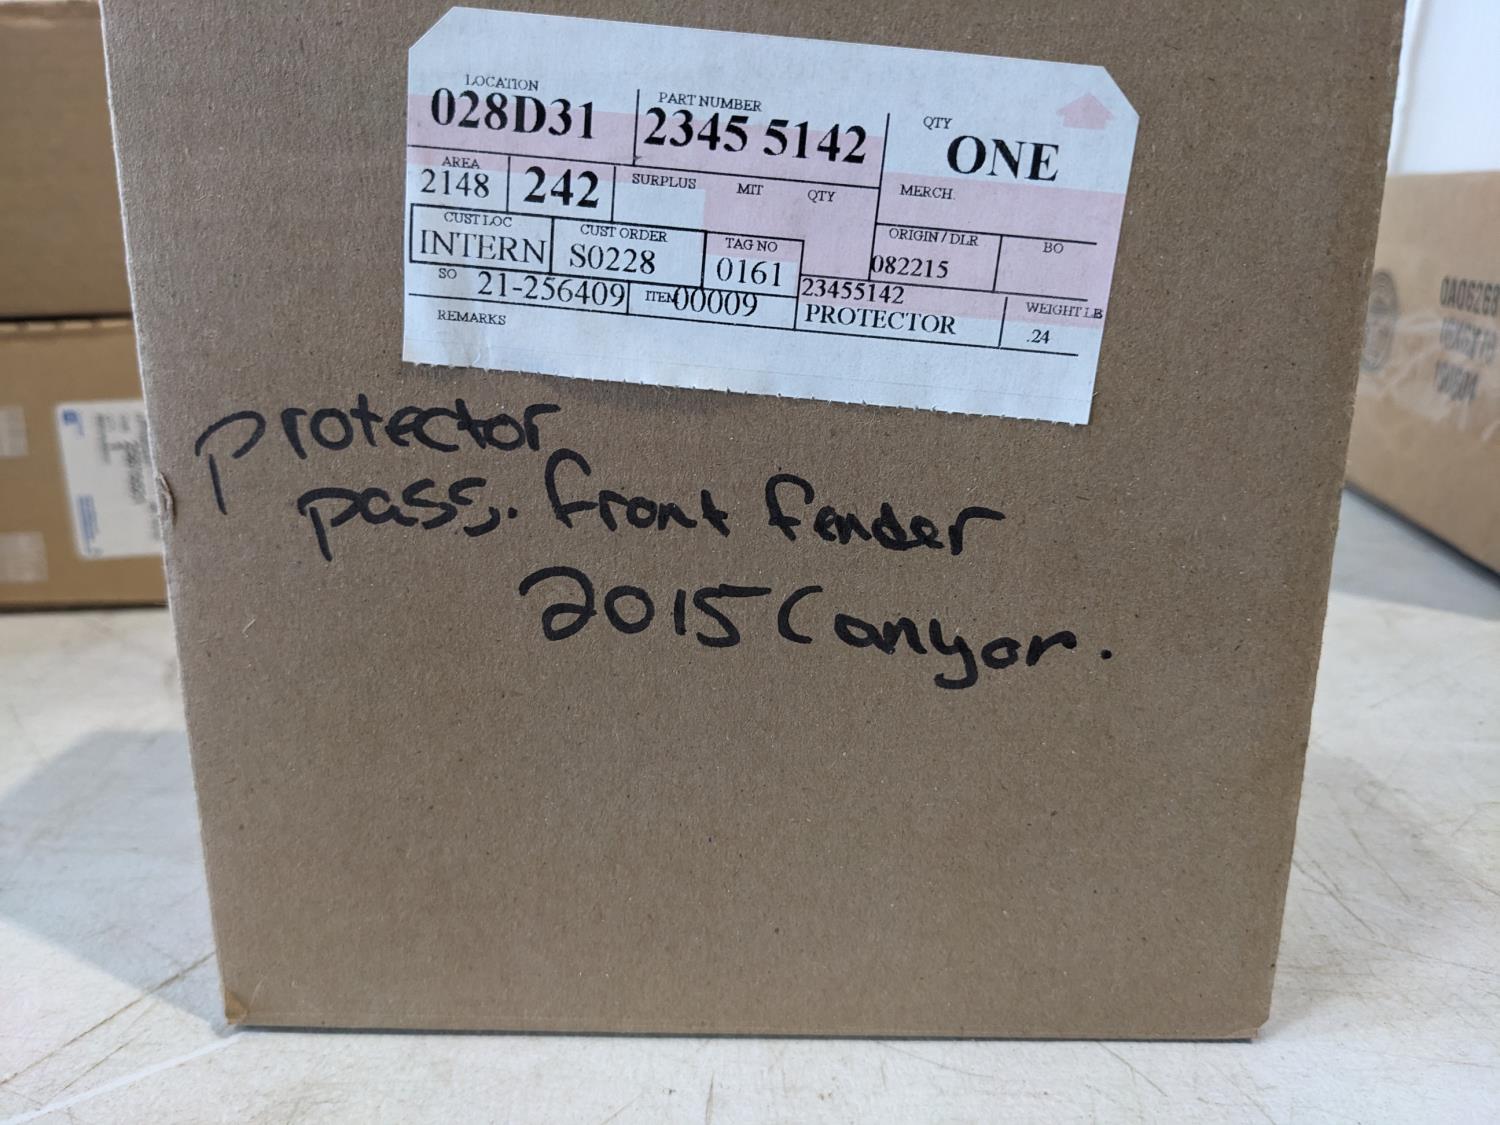 LOCATION PART NUMBER QTY
028D31 2345 5142 ONE
AREA SURPLUS MIT QTY MERCH.
2148 242
CUST LOC CUST ORDER TAG NO ORIGIN / DLR BO
INTERN S0228 0161 082215
SO 21-256409 ITEM 00009 23455142 WEIGHT LB
PROTECTOR .24
REMARKS
protector
pass. front fender
2015 Canyon.